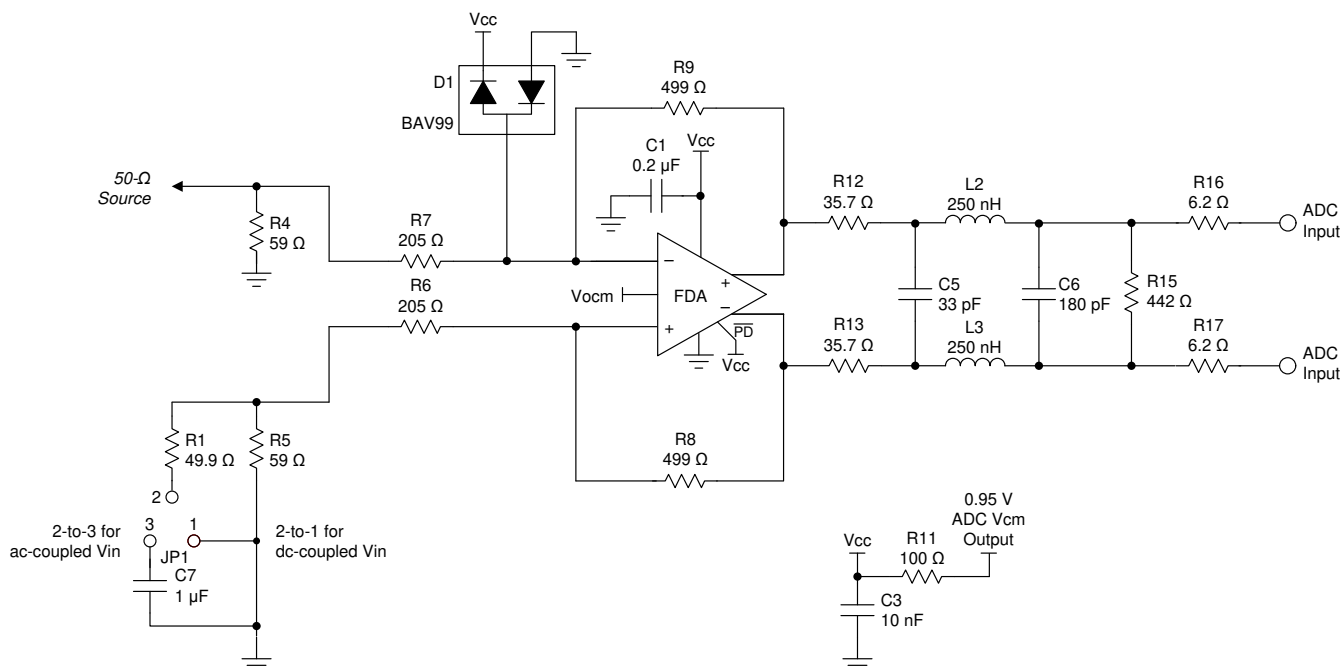 Vcc
D1
BAV99
R9
499 Ω
C1
0.2 µF
Vcc
50-Ω
Source
R4
59 Ω
R7
205 Ω
R6
205 Ω
Vocm
−
FDA
+
+
−
PD
Vcc
R12
35.7 Ω
L2
250 nH
R16
6.2 Ω
ADC
Input
C5
33 pF
C6
180 pF
R15
442 Ω
R13
35.7 Ω
L3
250 nH
R17
6.2 Ω
ADC
Input
R8
499 Ω
R1
49.9 Ω
R5
59 Ω
2
3
1
JP1
2-to-3 for
ac-coupled Vin
2-to-1 for
dc-coupled Vin
C7
1 µF
Vcc
R11
100 Ω
0.95 V
ADC Vcm
Output
C3
10 nF